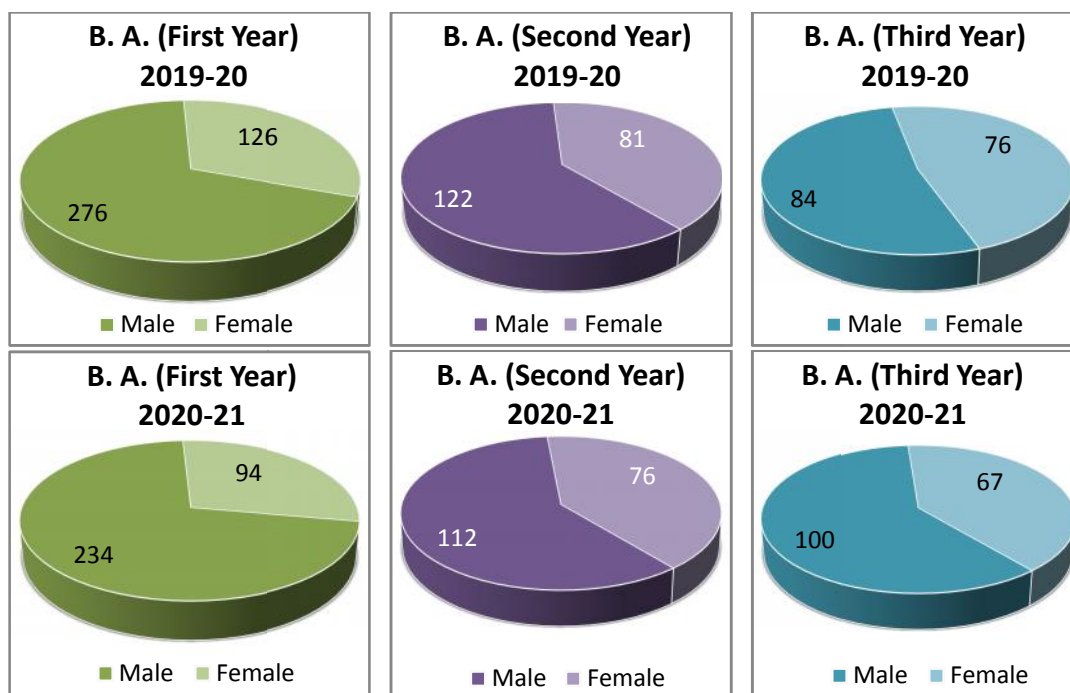 B. A. (First Year)
2019-20
126
276
Male Female
B. A. (Second Year)
2019-20
81
122
Male Female
B. A. (Third Year)
2019-20
76
84
Male Female
B. A. (First Year)
2020-21
94
234
Male Female
B. A. (Second Year)
2020-21
76
112
Male Female
B. A. (Third Year)
2020-21
67
100
Male Female